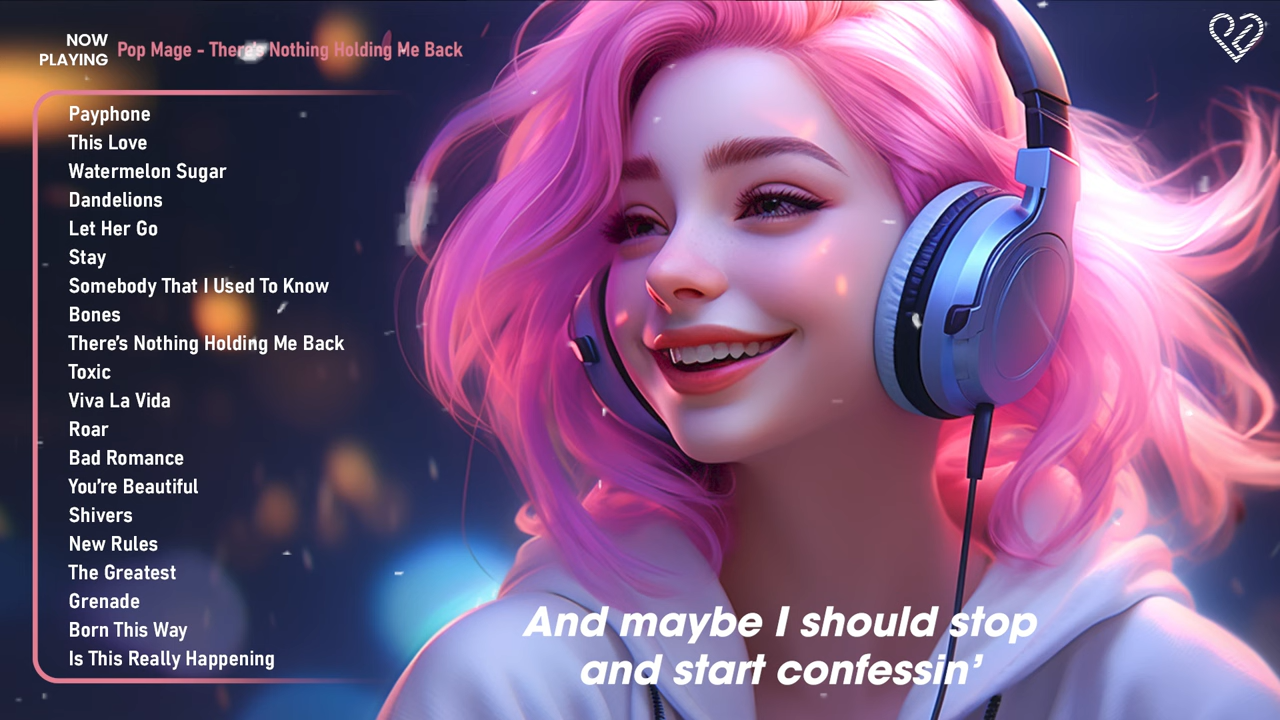 NOW
PLAYING
Pop Mage - There's Nothing Holding Me Back
Payphone
This Love
Watermelon Sugar
Dandelions
Let Her Go
Stay
Somebody That I Used To Know
Bones
There's Nothing Holding Me Back
Toxic
Viva La Vida
Roar
Bad Romance
You're Beautiful
Shivers
New Rules
The Greatest
Grenade
Born This Way
Is This Really Happening
And maybe I should stop
and start confessin'